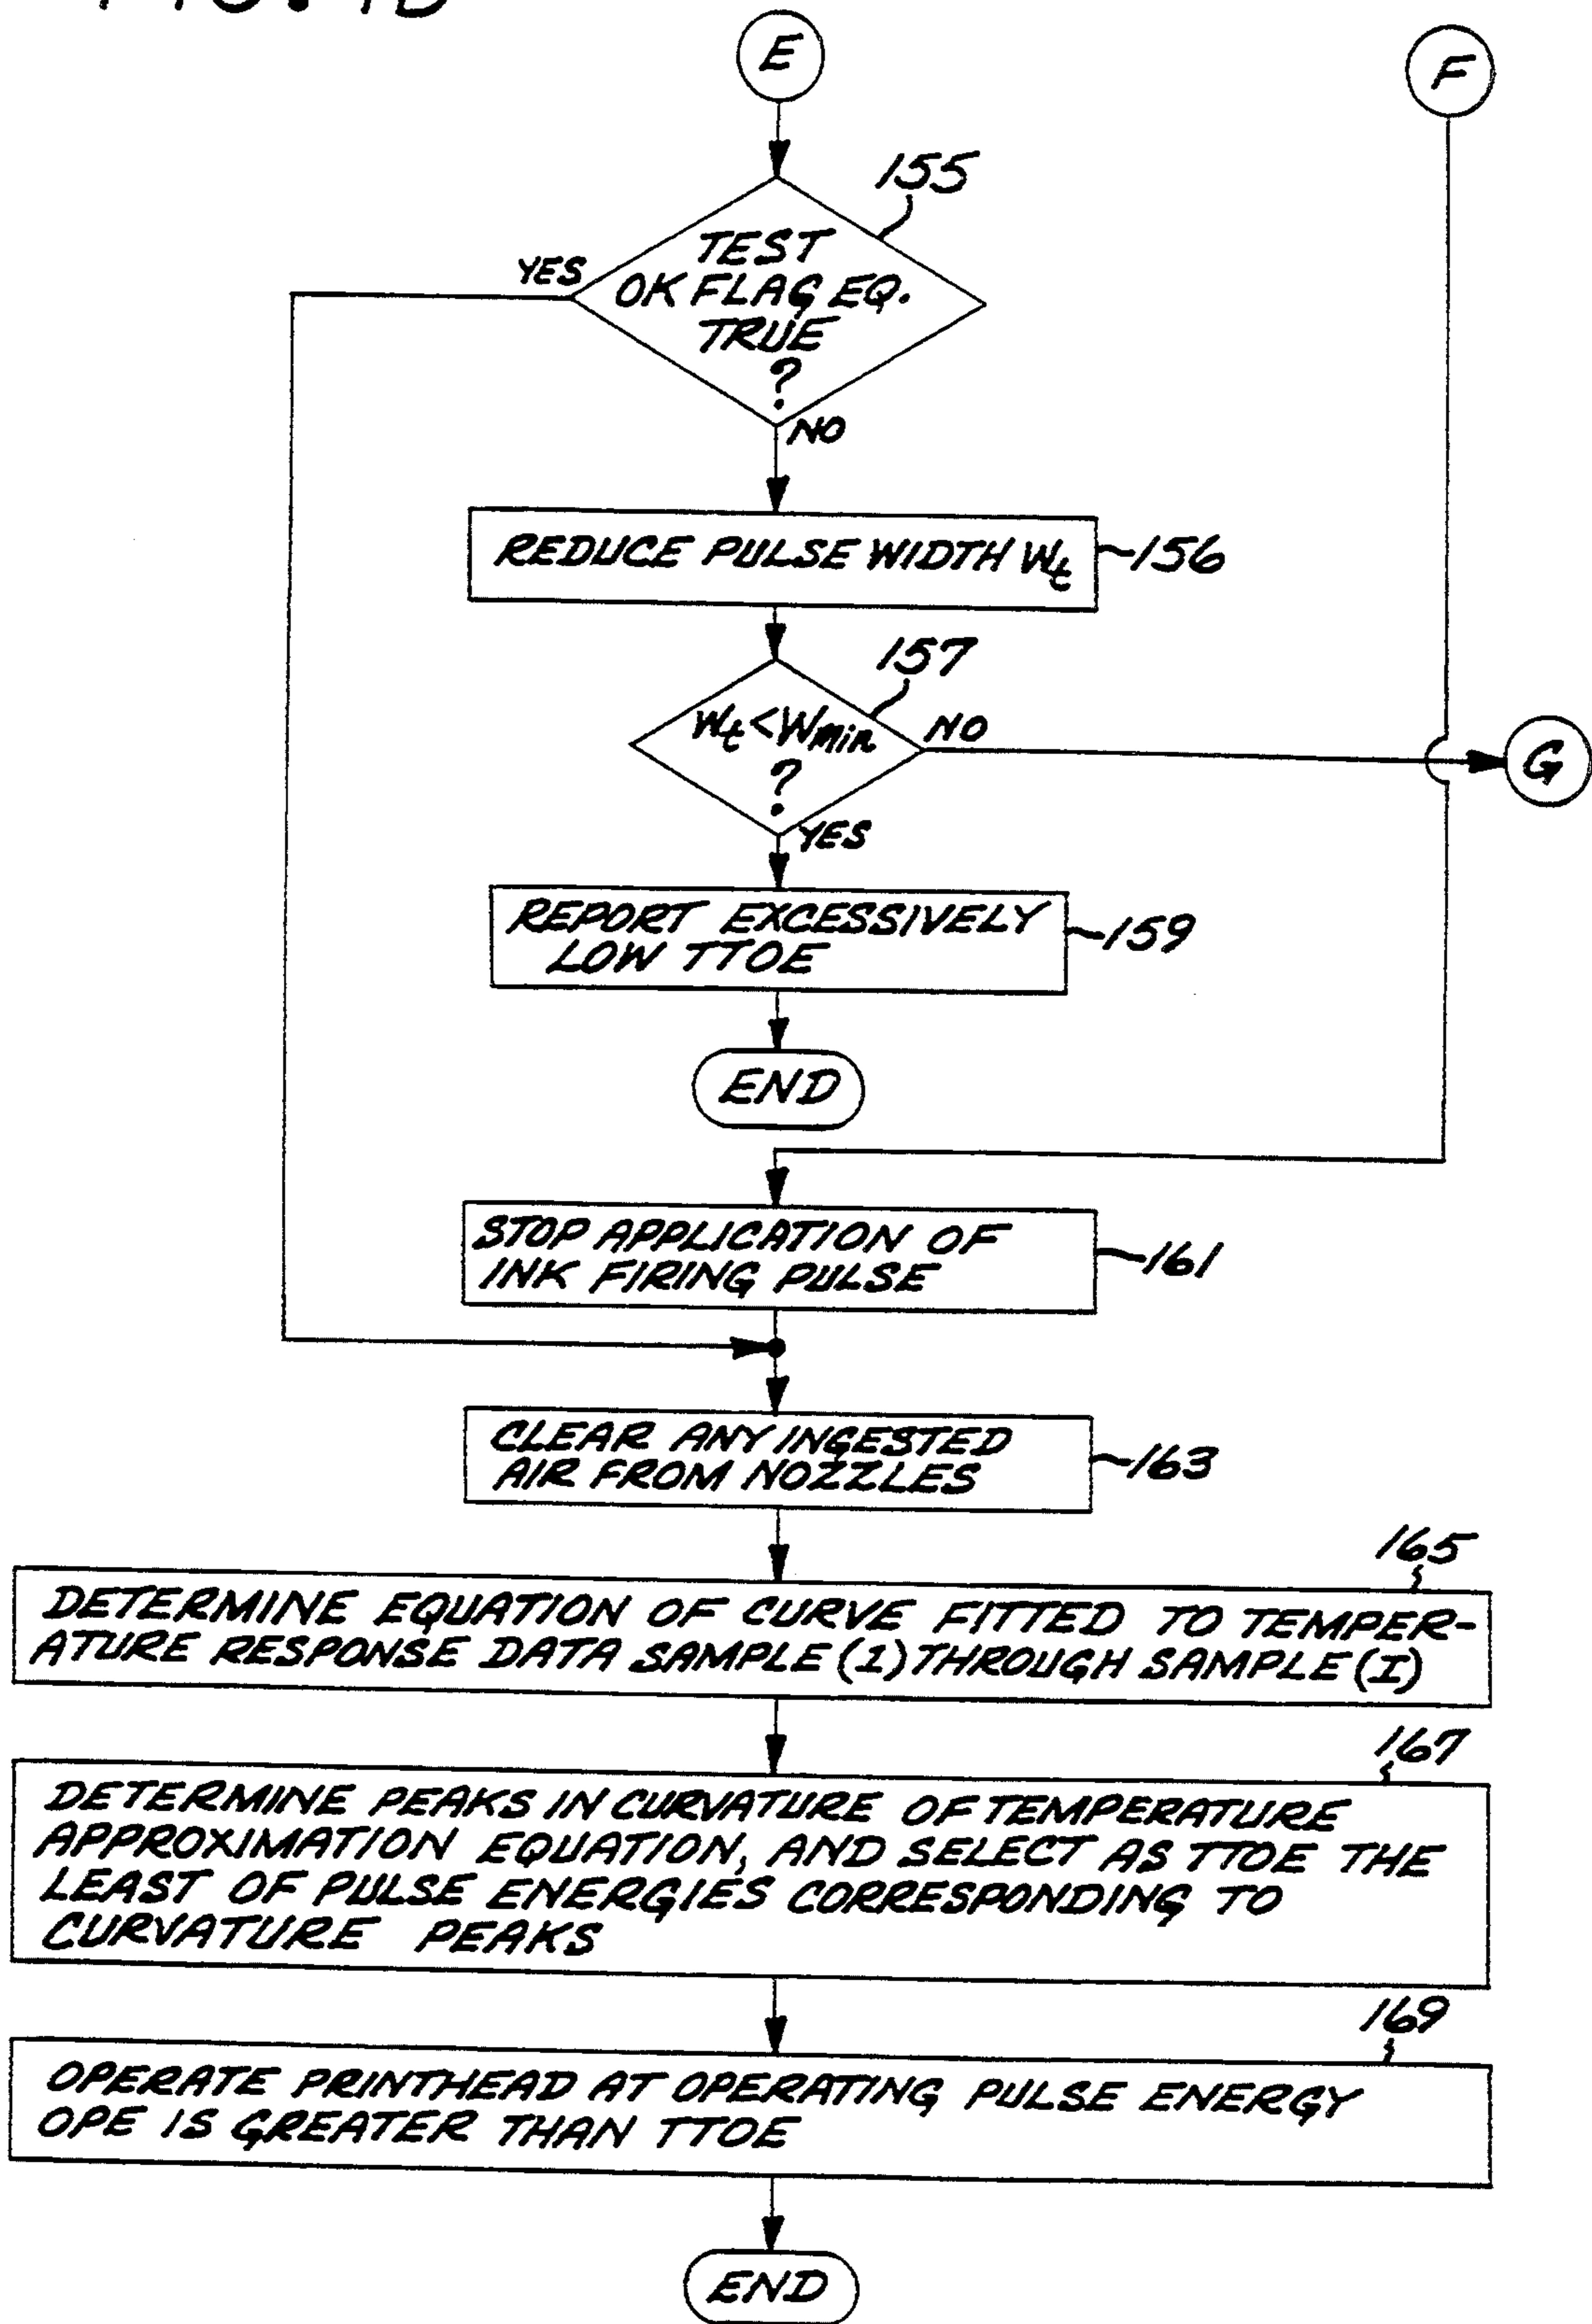 E
F
155
TEST
OK FLAG EQ.
TRUE
?
YES
NO
REDUCE PULSE WIDTH Wt
156
157
Wt<Wmin
?
NO
G
YES
REPORT EXCESSIVELY
LOW TTOE
159
END
STOP APPLICATION OF
INK FIRING PULSE
161
CLEAR ANY INGESTED
AIR FROM NOZZLES
163
165
DETERMINE EQUATION OF CURVE FITTED TO TEMPER-
ATURE RESPONSE DATA SAMPLE (1) THROUGH SAMPLE (I)
167
DETERMINE PEAKS IN CURVATURE OF TEMPERATURE
APPROXIMATION EQUATION, AND SELECT AS TTOE THE
LEAST OF PULSE ENERGIES CORRESPONDING TO
CURVATURE PEAKS
169
OPERATE PRINTHEAD AT OPERATING PULSE ENERGY
OPE IS GREATER THAN TTOE
END